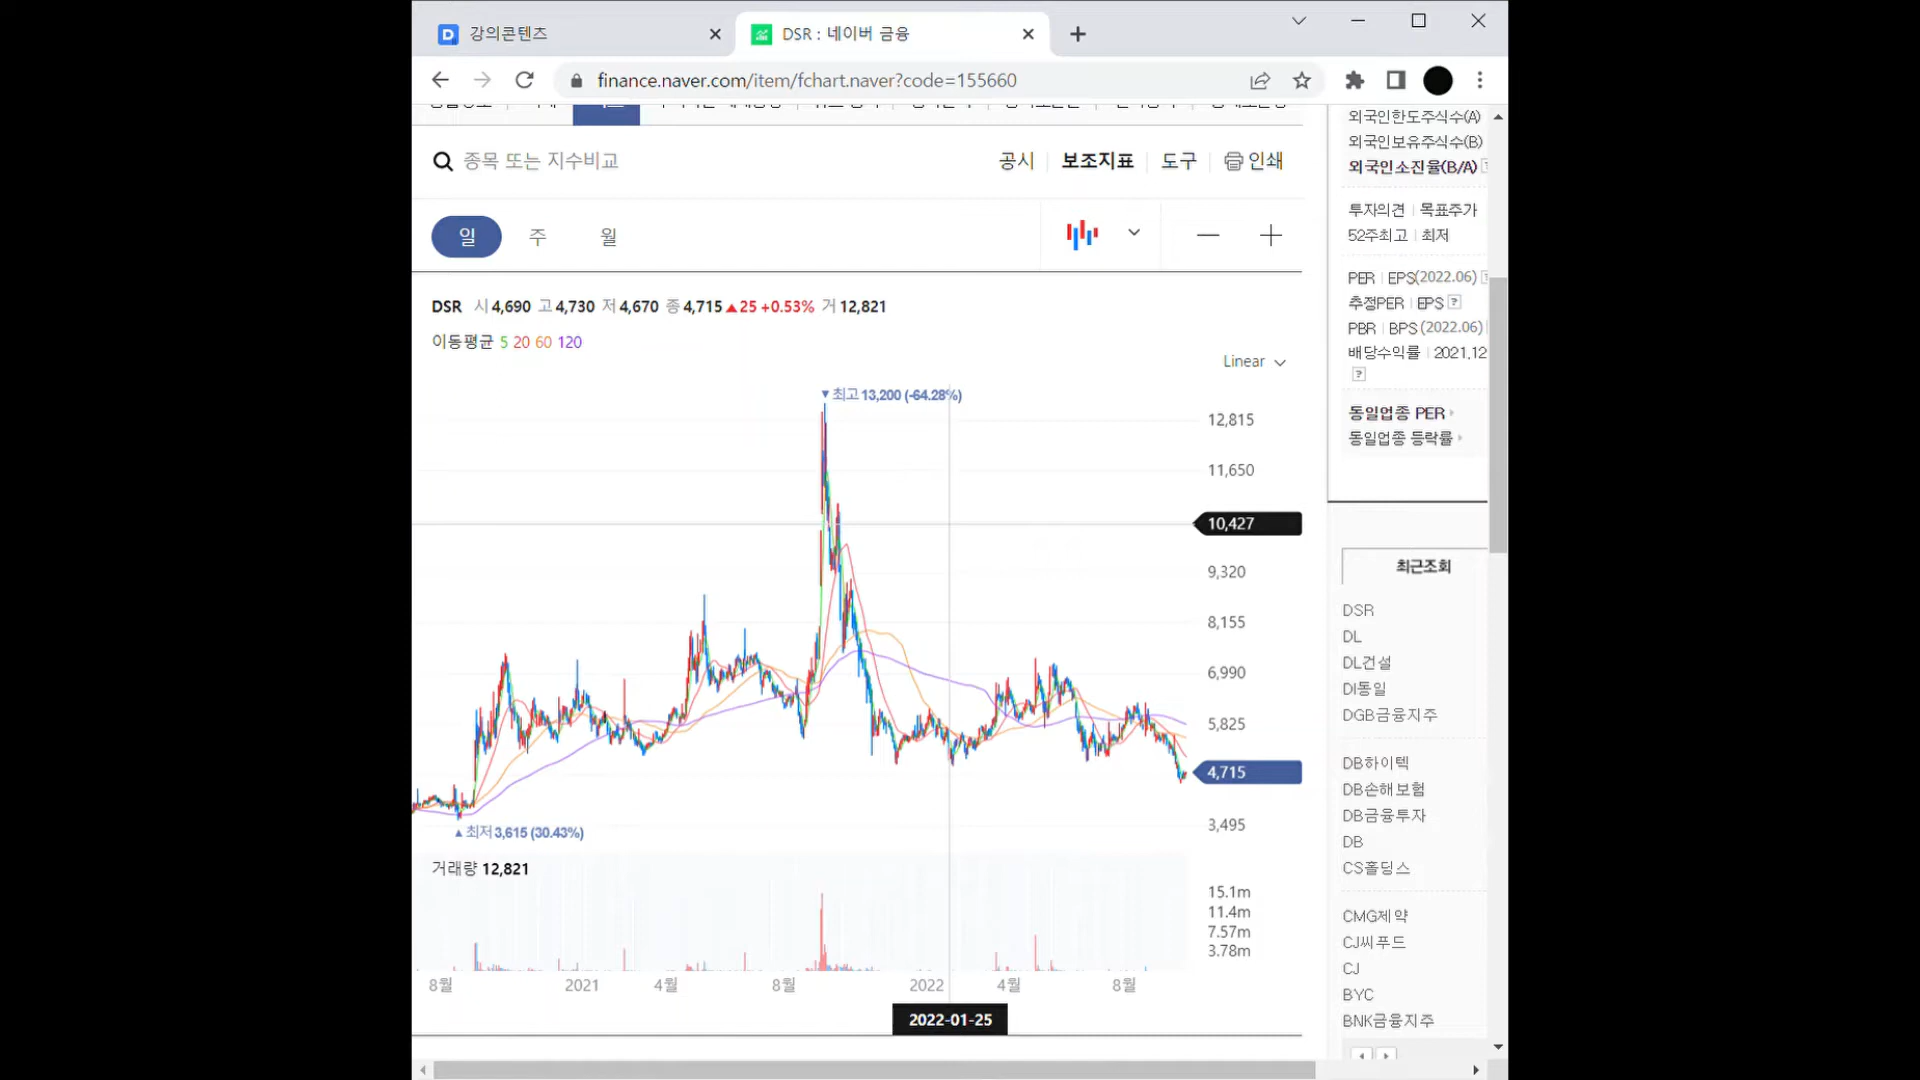 강의콘텐츠
DSR : 네이버 금융
finance.naver.com/item/fchart.naver?code=155660
종목 또는 지수비교
공시 보조지표 도구 인쇄
일 주 월
DSR 시 4,690 고 4,730 저 4,670 종 4,715 ▲25 +0.53% 거 12,821
이동평균 5 20 60 120
Linear
▼최고 13,200 (-64.28%)
12,815
11,650
10,427
9,320
8,155
6,990
5,825
4,715
3,495
▲최저 3,615 (30.43%)
거래량 12,821
15.1m
11.4m
7.57m
3.78m
8월 2021 4월 8월 2022 4월 8월
2022-01-25
외국인한도주식수(A)
외국인보유주식수(B)
외국인소진율(B/A)
투자의견 | 목표주가
52주최고 | 최저
PER | EPS(2022.06) ?
추정PER | EPS ?
PBR | BPS (2022.06)
배당수익률 | 2021.12
?
동일업종 PER
동일업종 등락률
최근조회
DSR
DL
DL건설
DI동일
DGB금융지주
DB하이텍
DB손해보험
DB금융투자
DB
CS홀딩스
CMG제약
CJ씨푸드
CJ
BYC
BNK금융지주